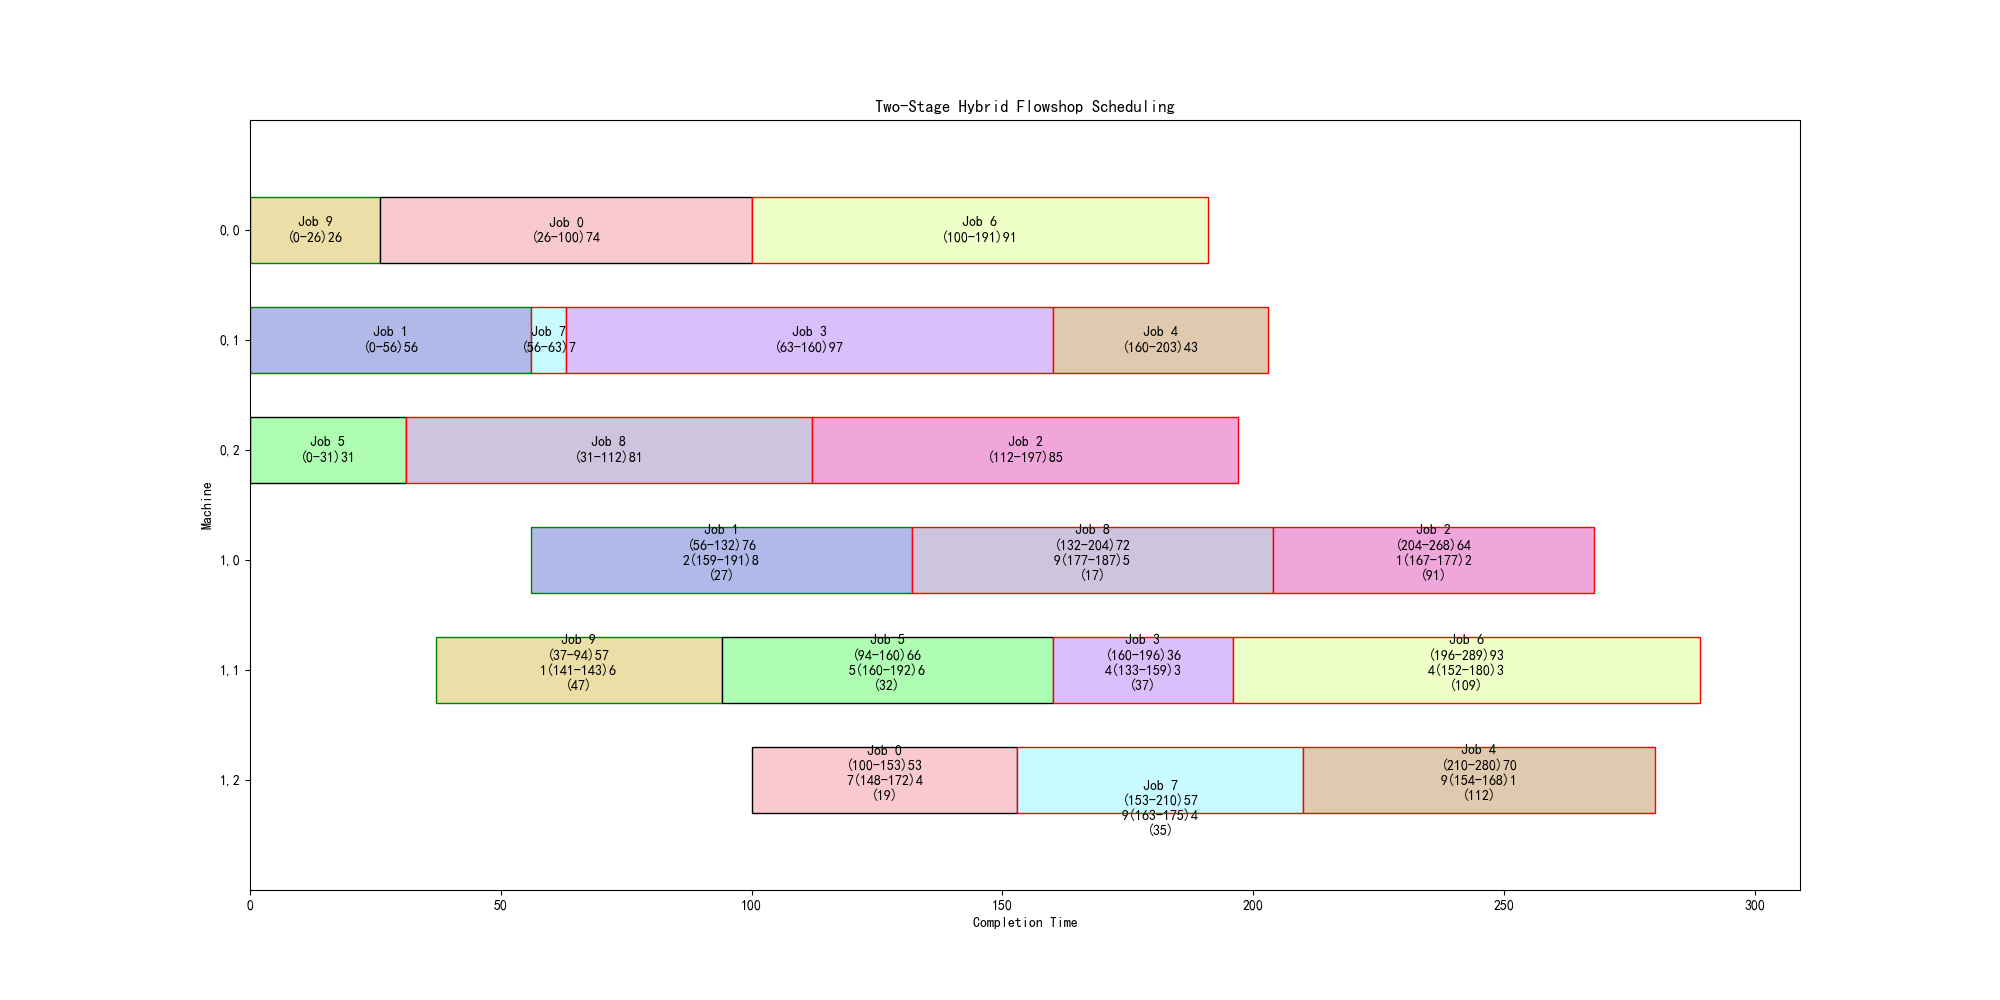 Two-Stage Hybrid Flowshop Scheduling
0,0
Job 9
(0-26)26
Job 0
(26-100)74
Job 6
(100-191)91
0,1
Job 1
(0-56)56
Job 7
(56-63)7
Job 3
(63-160)97
Job 4
(160-203)43
0,2
Job 5
(0-31)31
Job 8
(31-112)81
Job 2
(112-197)85
Machine
1,0
Job 1
(56-132)76
2(159-191)8
(27)
Job 8
(132-204)72
9(177-187)5
(17)
Job 2
(204-268)64
1(167-177)2
(91)
1,1
Job 9
(37-94)57
1(141-143)6
(47)
Job 5
(94-160)66
5(160-192)6
(32)
Job 3
(160-196)36
4(133-159)3
(37)
Job 6
(196-289)93
4(152-180)3
(109)
1,2
Job 0
(100-153)53
7(148-172)4
(19)
Job 7
(153-210)57
9(163-175)4
(35)
Job 4
(210-280)70
9(154-168)1
(112)
0 50 100 150 200 250 300
Completion Time